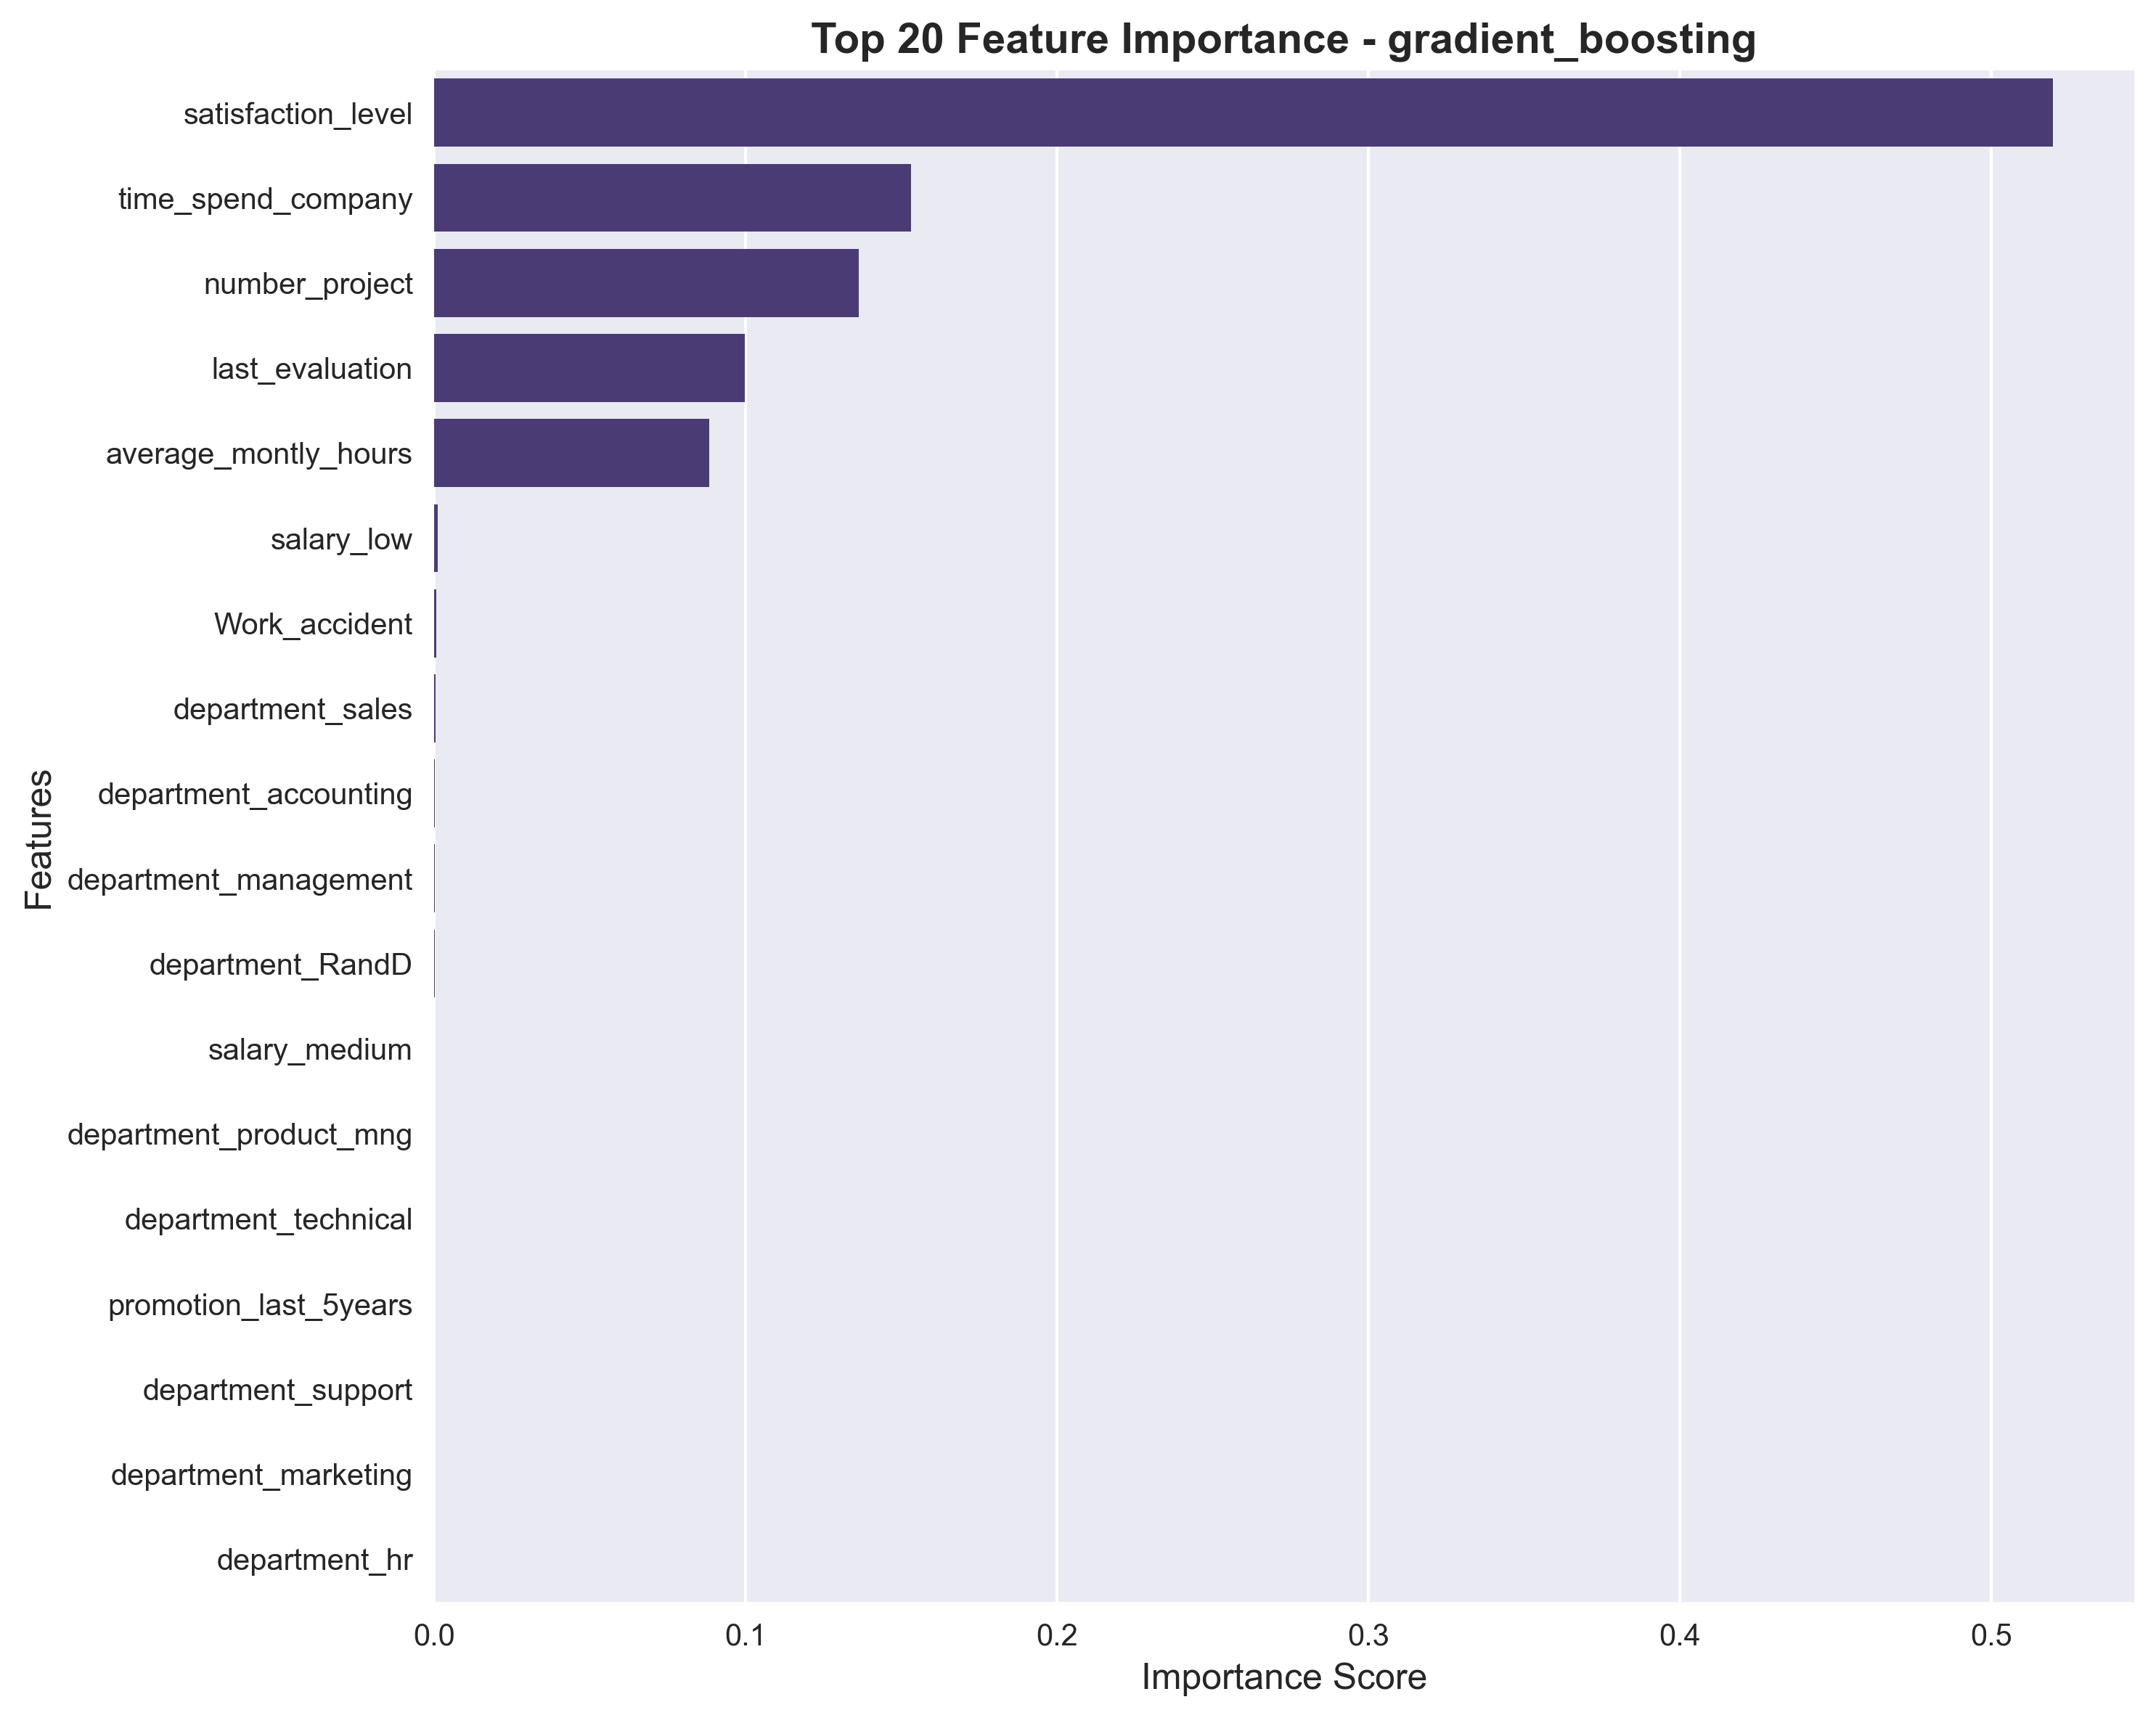 Top 20 Feature Importance - gradient_boosting
satisfaction_level
time_spend_company
number_project
last_evaluation
average_montly_hours
salary_low
Work_accident
department_sales
department_accounting
department_management
department_RandD
salary_medium
department_product_mng
department_technical
promotion_last_5years
department_support
department_marketing
department_hr
Features
0.0 0.1 0.2 0.3 0.4 0.5
Importance Score